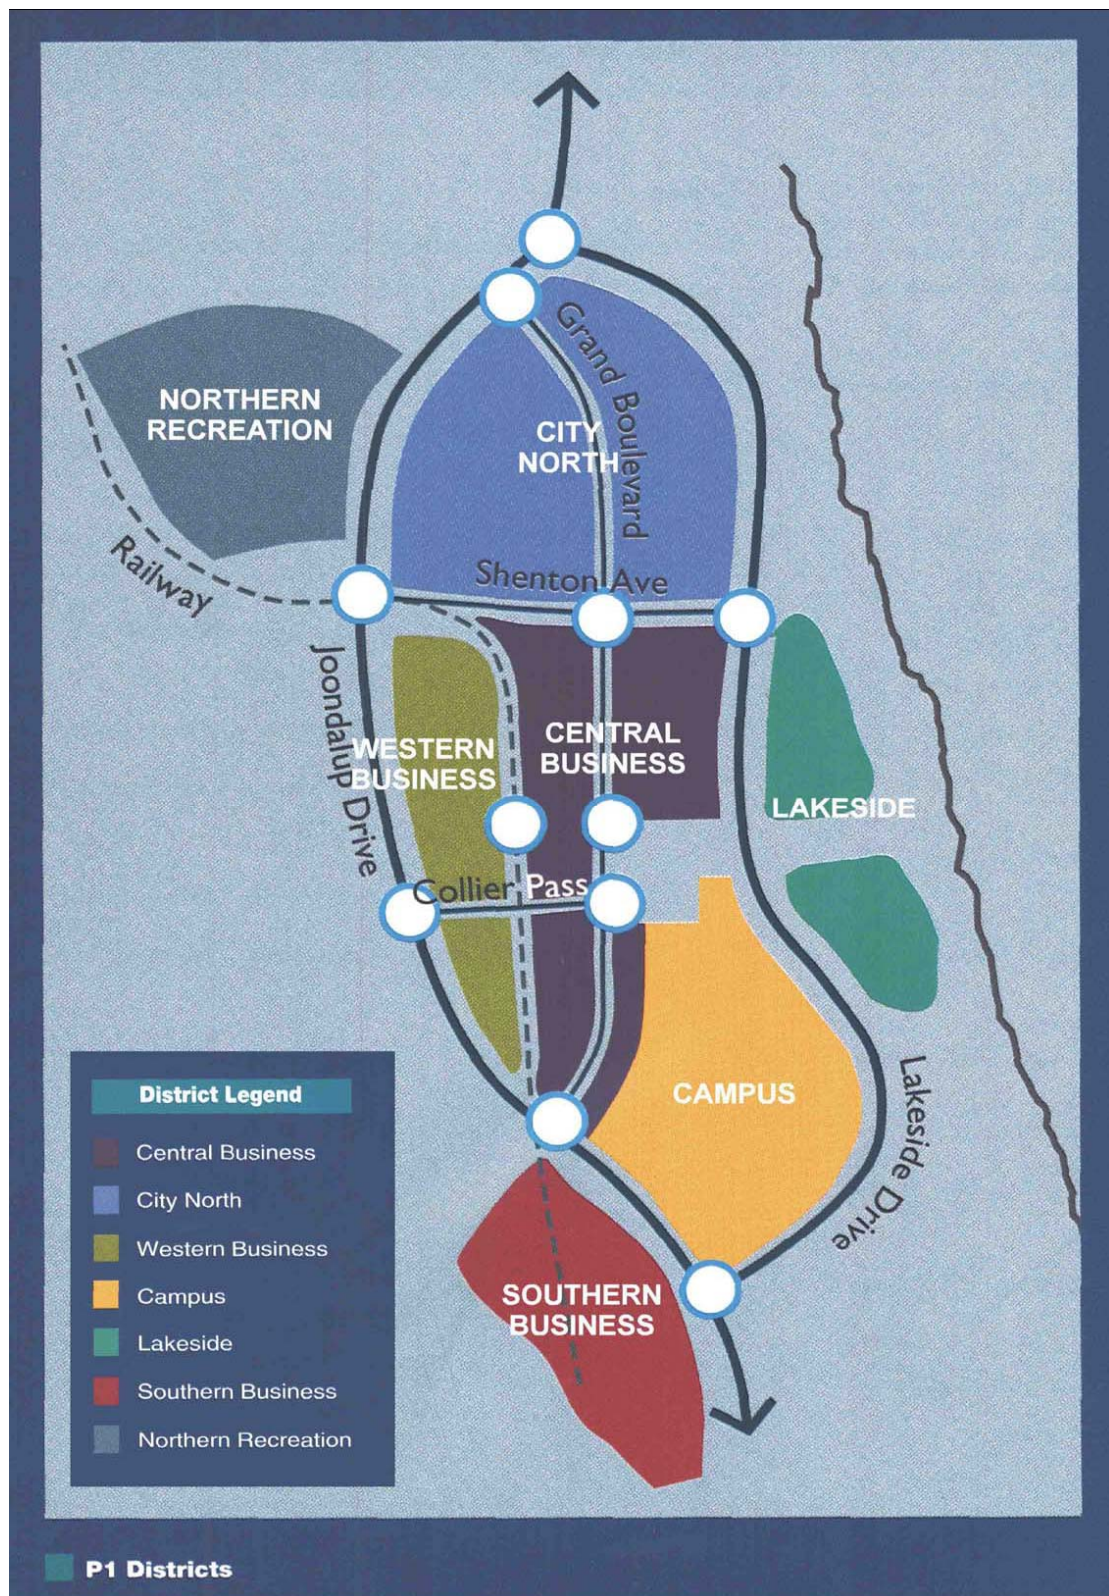 Grand Boulevard
NORTHERN
RECREATION
CITY
NORTH
Railway
Shenton Ave
Joondalup Drive
WESTERN
BUSINESS
CENTRAL
BUSINESS
LAKESIDE
Collier Pass
CAMPUS
Lakeside Drive
SOUTHERN
BUSINESS
District Legend
Central Business
City North
Western Business
Campus
Lakeside
Southern Business
Northern Recreation
P1 Districts